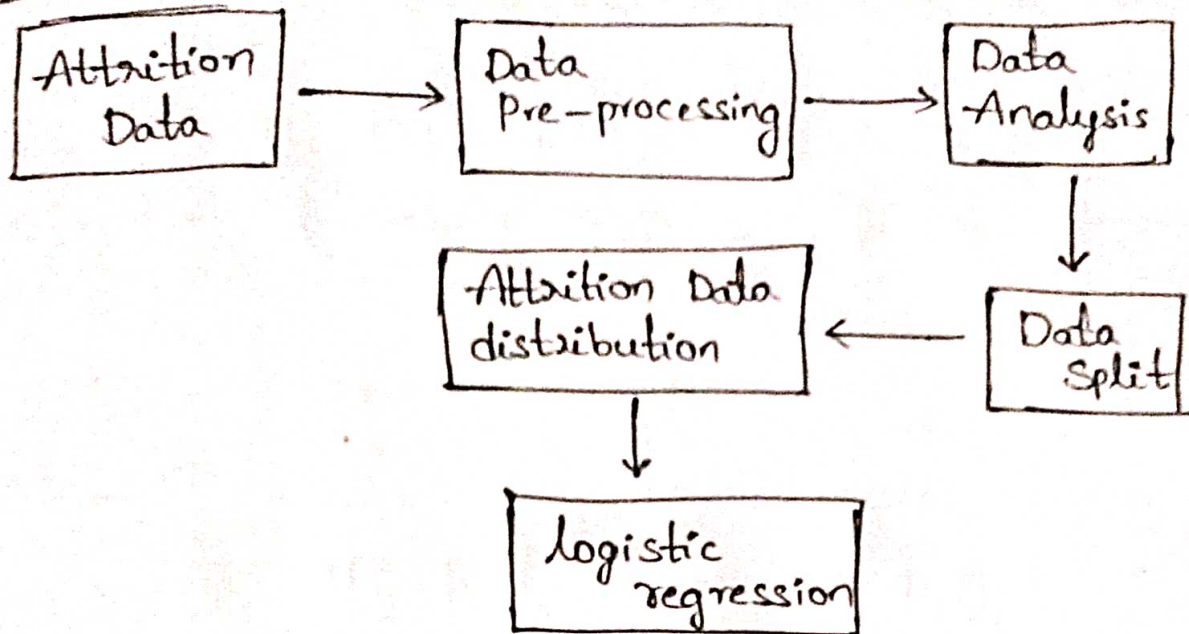 Attrition
Data
Data
Pre-processing
Data
Analysis
Data
Split
Attrition Data
distribution
logistic
regression